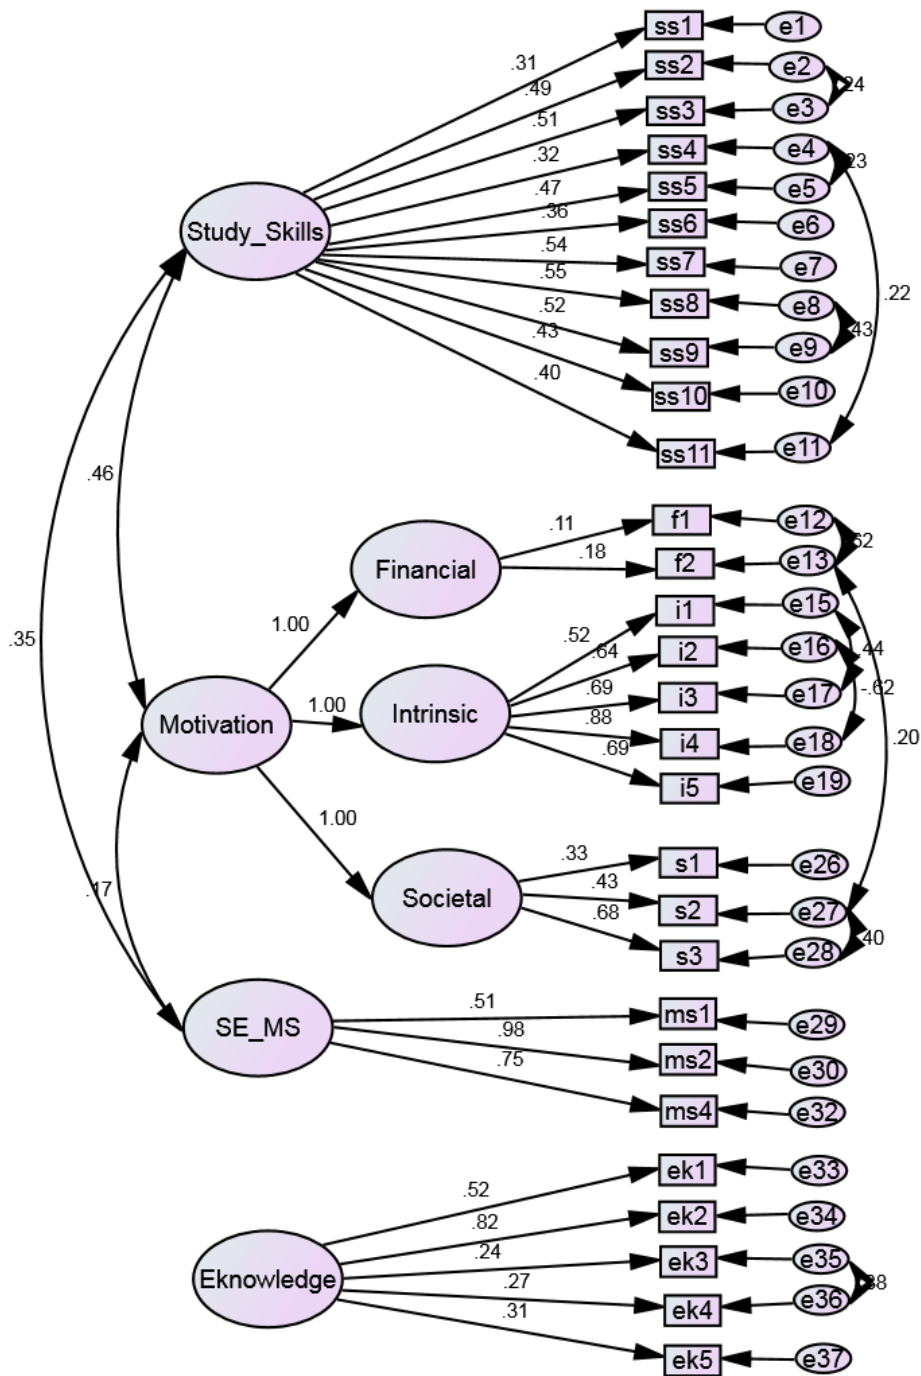 ss1 e1
.31
ss2 e2
.49 .24
ss3 e3
.51
ss4 e4
.32 .23
ss5 e5
.47
ss6 e6
.36
Study_Skills
ss7 e7
.54
ss8 e8
.55 .22
ss9 e9
.52 .43
ss10 e10
.43
.40
ss11 e11
.46
f1 e12
.11 .62
f2 e13
.18
Financial
i1 e15
1.00
.52 .44
i2 e16
.64
.35
i3 e17
.69 -.62
Intrinsic
1.00
Motivation
.88
i4 e18
.20
.69
i5 e19
1.00
s1 e26
.33
.43
s2 e27
Societal
.68 .40
s3 e28
.17
.51
ms1 e29
SE_MS
.98
ms2 e30
.75
ms4 e32
ek1 e33
.52
ek2 e34
.82
.24
ek3 e35
Eknowledge
.27
ek4 e36
.31
ek5 e37